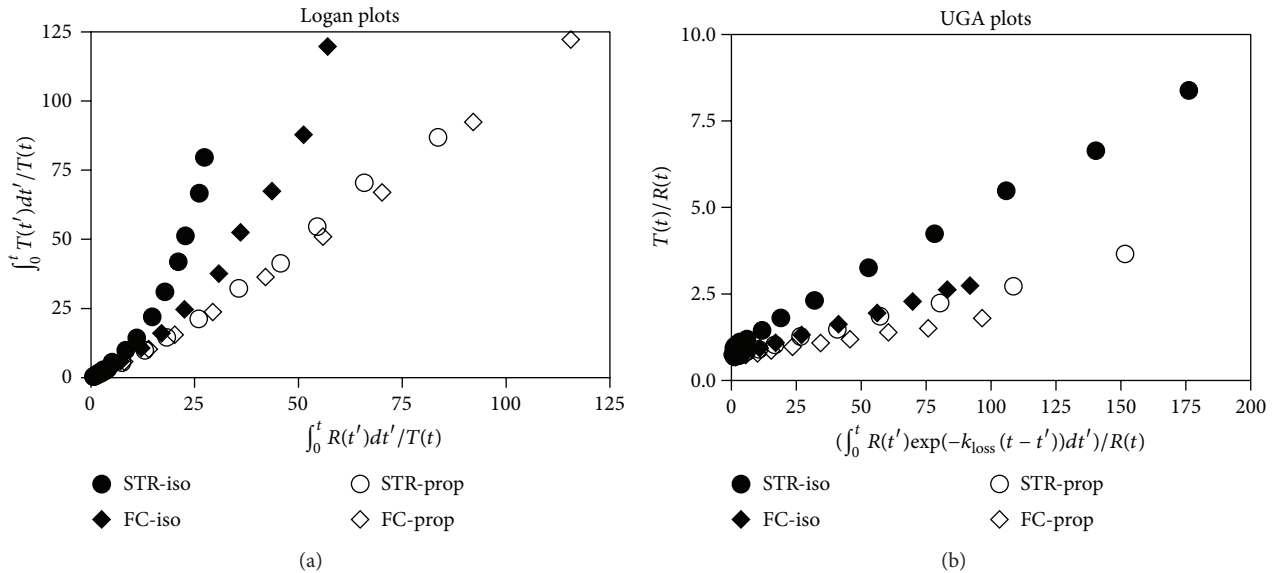 Logan plots
125
100
75
50
25
0
∫₀ᵗ T(t′)dt′/T(t)
0 25 50 75 100 125
∫₀ᵗ R(t′)dt′/T(t)
STR-iso STR-prop
FC-iso FC-prop
(a)
UGA plots
10.0
7.5
5.0
2.5
0.0
T(t)/R(t)
0 25 50 75 100 125 150 175 200
(∫₀ᵗ R(t′)exp(−k_loss (t − t′))dt′)/R(t)
STR-iso STR-prop
FC-iso FC-prop
(b)